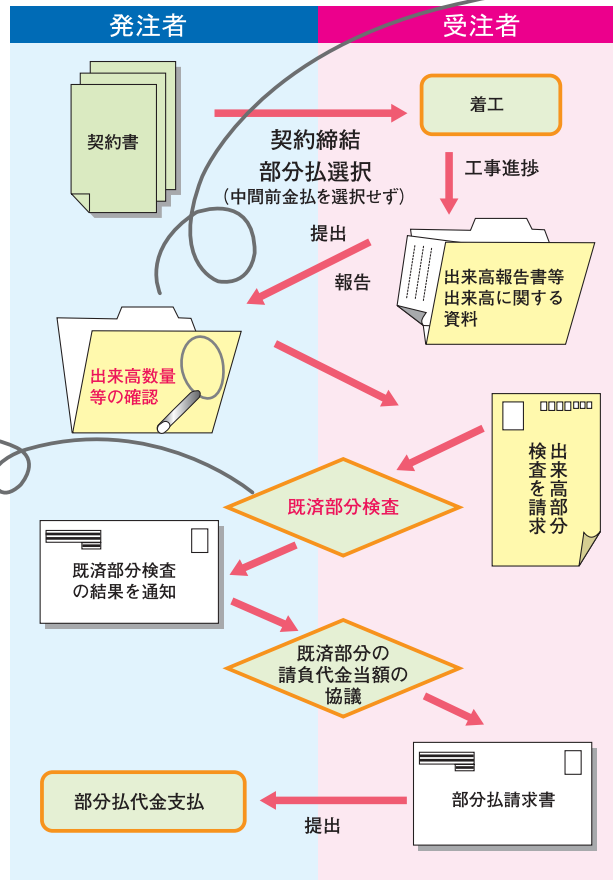 発注者
受注者
契約書
着工
契約締結
部分払選択
(中間前金払を選択せず)
工事進捗
提出
報告
出来高報告書等
出来高に関する
資料
出来高数量
等の確認
出来高部分
検査を請求
既済部分検査
既済部分検査
の結果を通知
既済部分の
請負代金当額の
協議
部分払請求書
部分払代金支払
提出